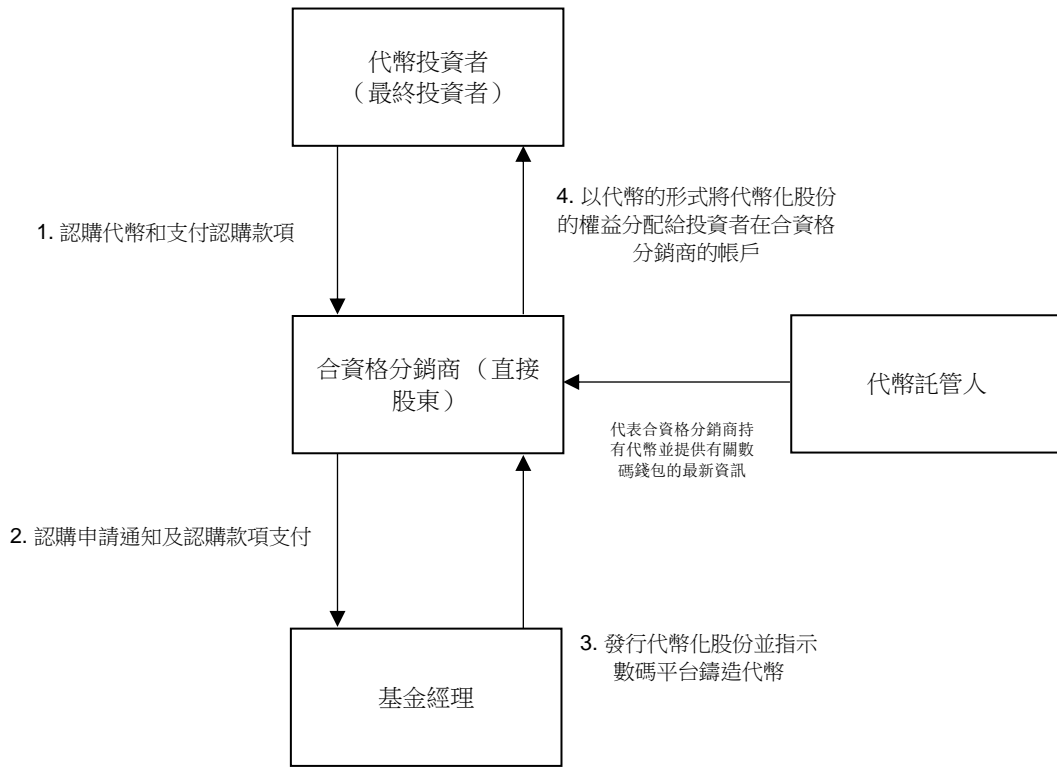 代幣投資者
（最終投資者）
1. 認購代幣和支付認購款項
4. 以代幣的形式將代幣化股份
的權益分配給投資者在合資格
分銷商的帳戶
合資格分銷商（直接
股東）
代幣託管人
代表合資格分銷商持
有代幣並提供有關數
碼錢包的最新資訊
2. 認購申請通知及認購款項支付
3. 發行代幣化股份並指示
數碼平台鑄造代幣
基金經理